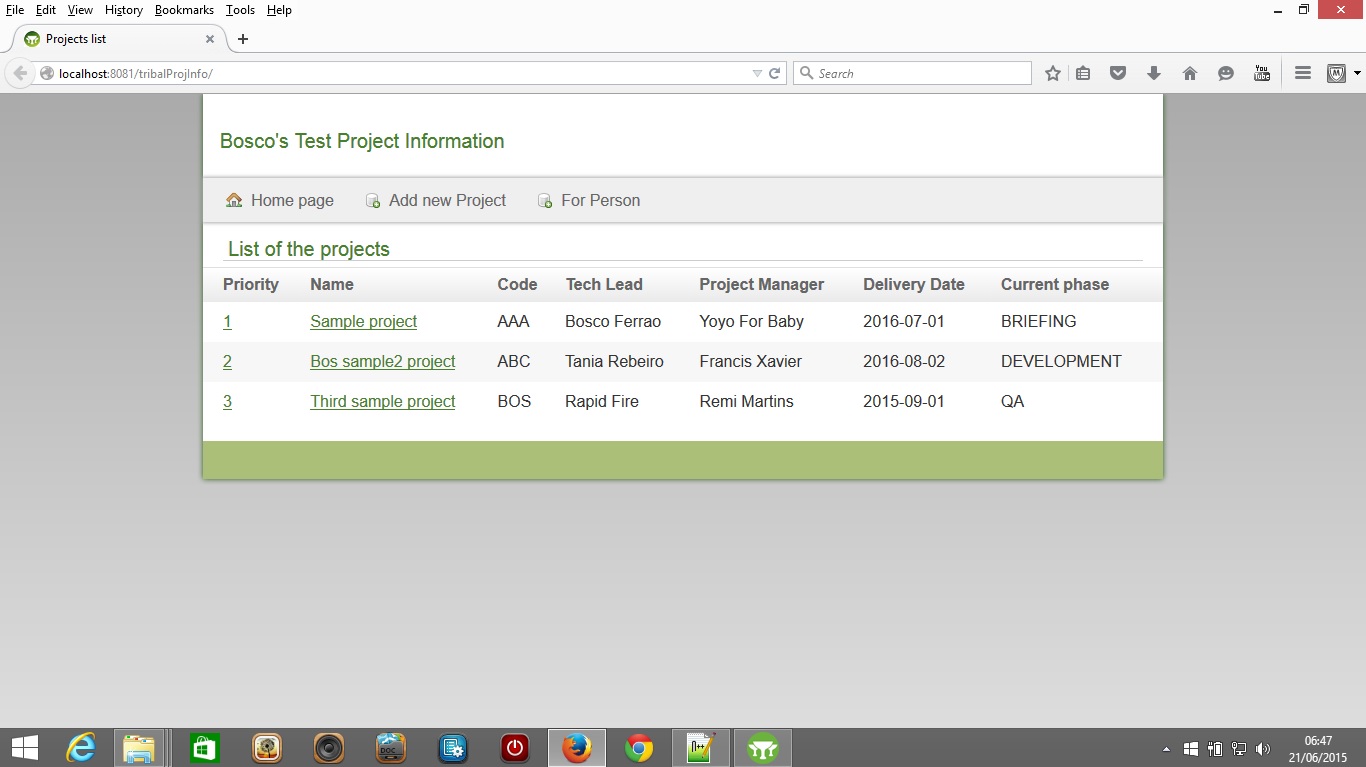 File Edit View History Bookmarks Tools Help
Projects list
localhost:8081/tribalProjInfo/
Search
You Tube
Bosco's Test Project Information
Home page Add new Project For Person
List of the projects
Priority Name Code Tech Lead Project Manager Delivery Date Current phase
1 Sample project AAA Bosco Ferrao Yoyo For Baby 2016-07-01 BRIEFING
2 Bos sample2 project ABC Tania Rebeiro Francis Xavier 2016-08-02 DEVELOPMENT
3 Third sample project BOS Rapid Fire Remi Martins 2015-09-01 QA
DOC
06:47
21/06/2015